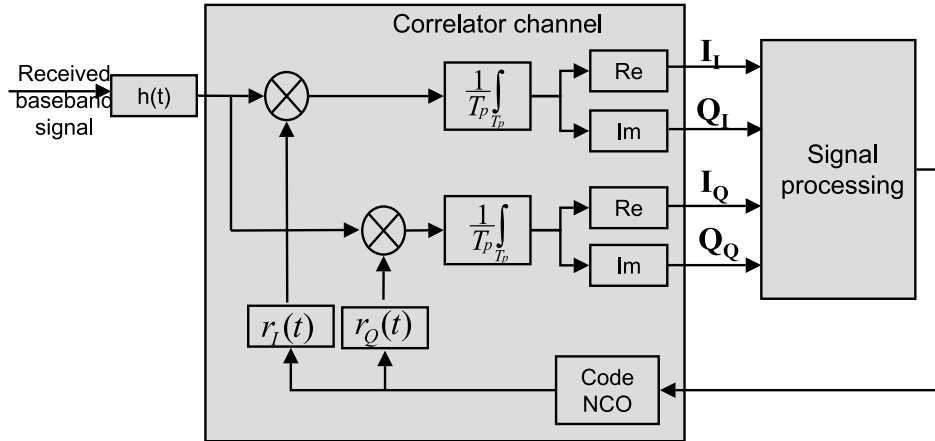 Correlator channel
Received
baseband
signal
h(t)
1
T_p ∫
T_p
Re
I_I
Im
Q_I
1
T_p ∫
T_p
Re
I_Q
Im
Q_Q
Signal
processing
r_I(t)
r_Q(t)
Code
NCO